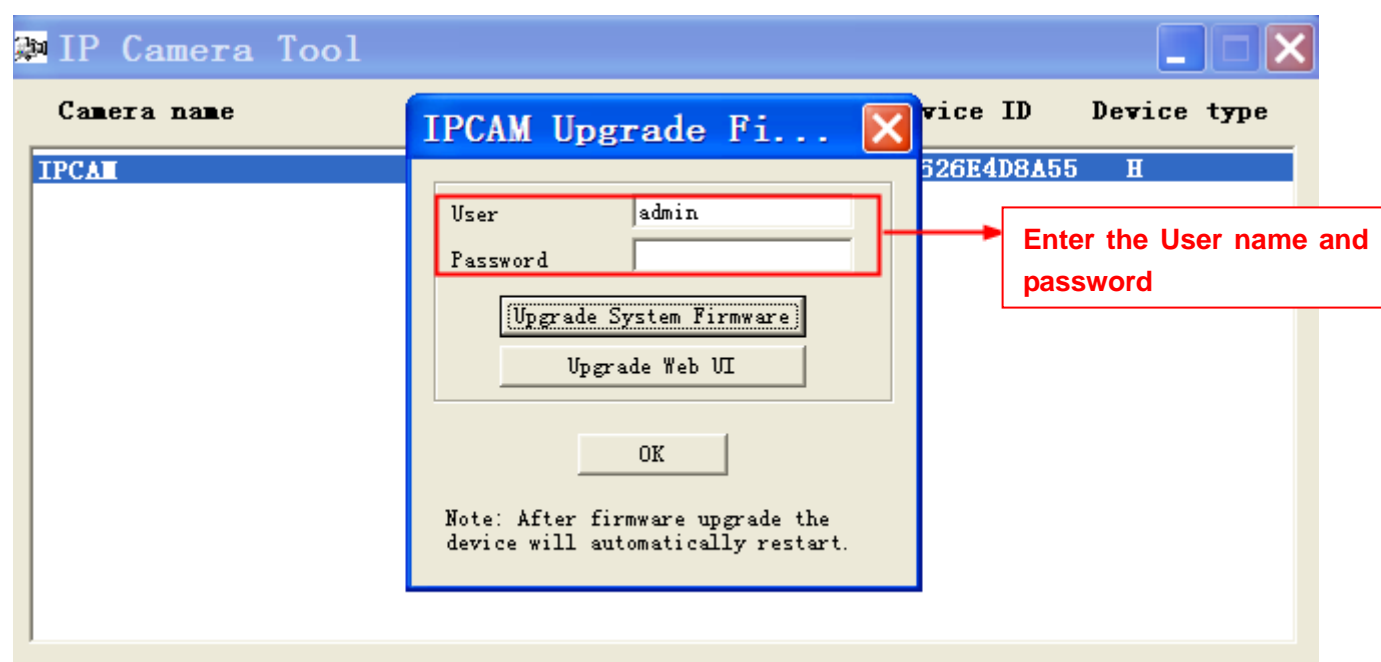 IP Camera Tool
Camera name vice ID Device type
IPCAM Upgrade Fi...
IPCAM 526E4D8A55 H
User admin
Enter the User name and
password
Password
Upgrade System Firmware
Upgrade Web UI
OK
Note: After firmware upgrade the
device will automatically restart.